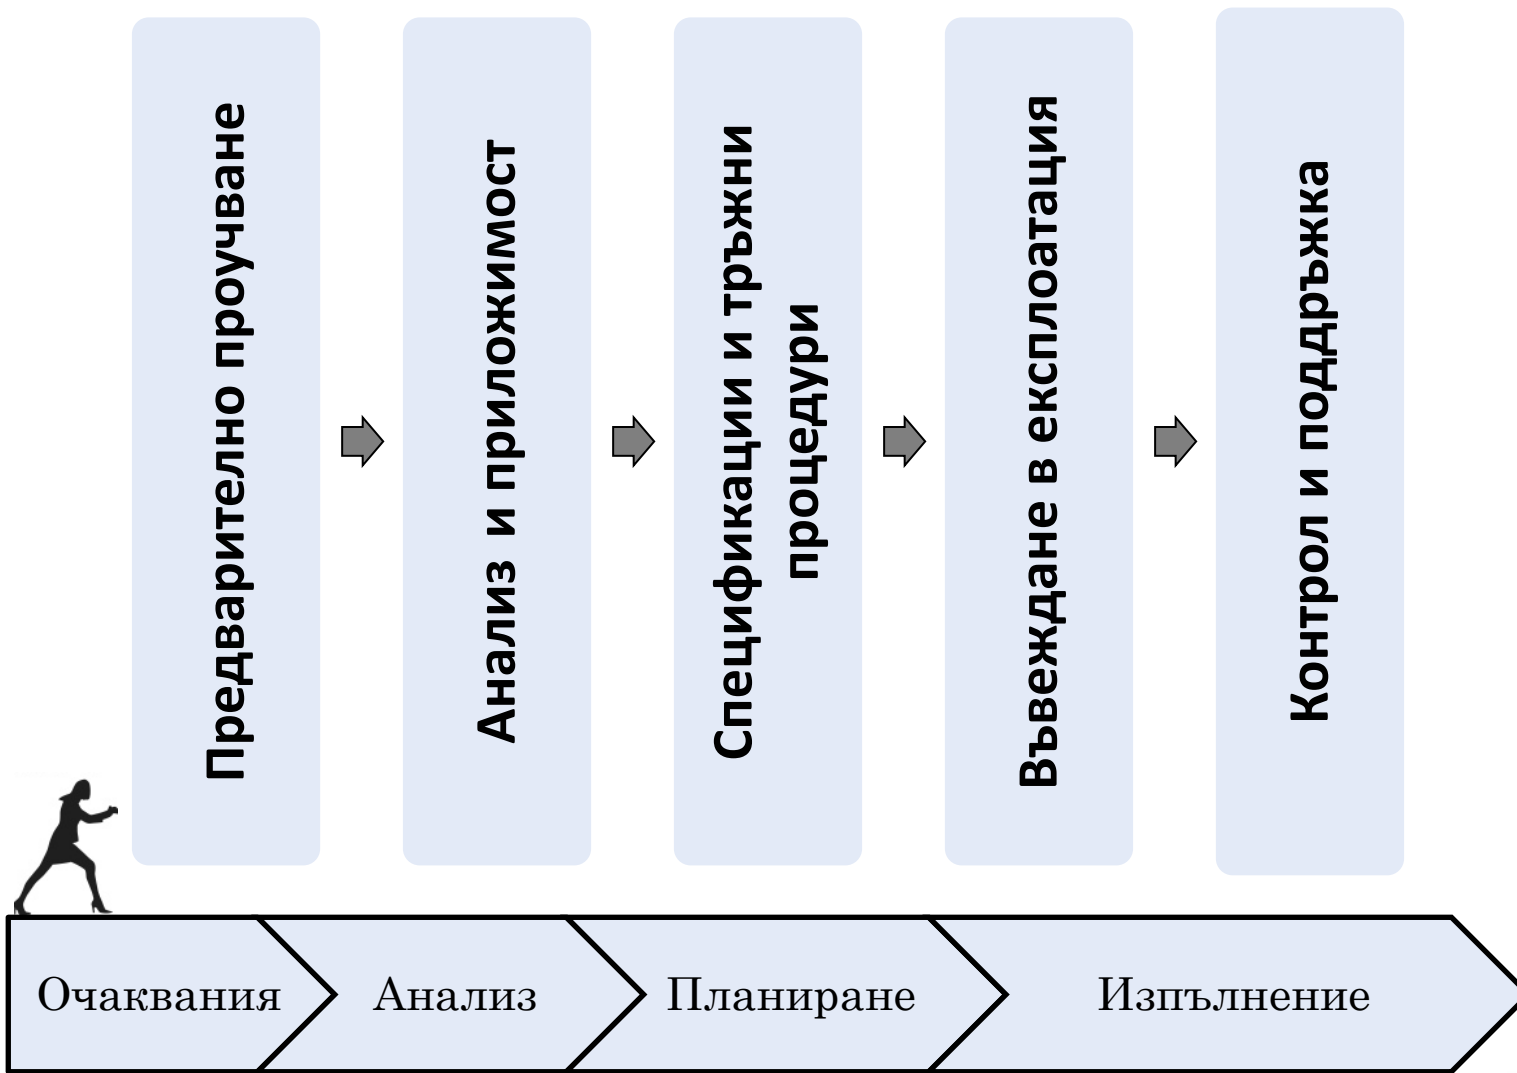 Предварително проучване
Анализ и приложимост
Спецификации и тръжни
процедури
Въвеждане в експлоатация
Контрол и поддръжка
Очаквания
Анализ
Планиране
Изпълнение